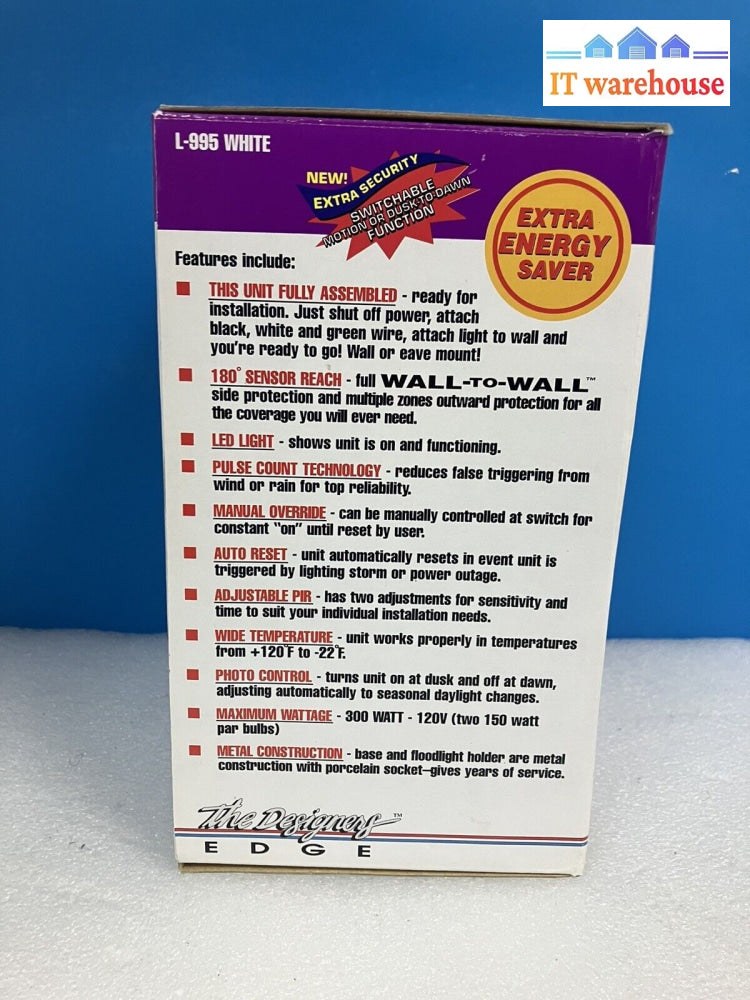 IT warehouse
L-995 WHITE
NEW!
EXTRA SECURITY
SWITCHABLE
MOTION OR DUSK-TO-DAWN
FUNCTION
EXTRA
ENERGY
SAVER
Features include:
THIS UNIT FULLY ASSEMBLED - ready for
installation. Just shut off power, attach
black, white and green wire, attach light to wall and
you're ready to go! Wall or eave mount!
180° SENSOR REACH - full WALL-TO-WALL™
side protection and multiple zones outward protection for all
the coverage you will ever need.
LED LIGHT - shows unit is on and functioning.
PULSE COUNT TECHNOLOGY - reduces false triggering from
wind or rain for top reliability.
MANUAL OVERRIDE - can be manually controlled at switch for
constant "on" until reset by user.
AUTO RESET - unit automatically resets in event unit is
triggered by lighting storm or power outage.
ADJUSTABLE PIR - has two adjustments for sensitivity and
time to suit your individual installation needs.
WIDE TEMPERATURE - unit works properly in temperatures
from +120°F to -22°F.
PHOTO CONTROL - turns unit on at dusk and off at dawn,
adjusting automatically to seasonal daylight changes.
MAXIMUM WATTAGE - 300 WATT - 120V (two 150 watt
par bulbs)
METAL CONSTRUCTION - base and floodlight holder are metal
construction with porcelain socket—gives years of service.
The Designers™
EDGE